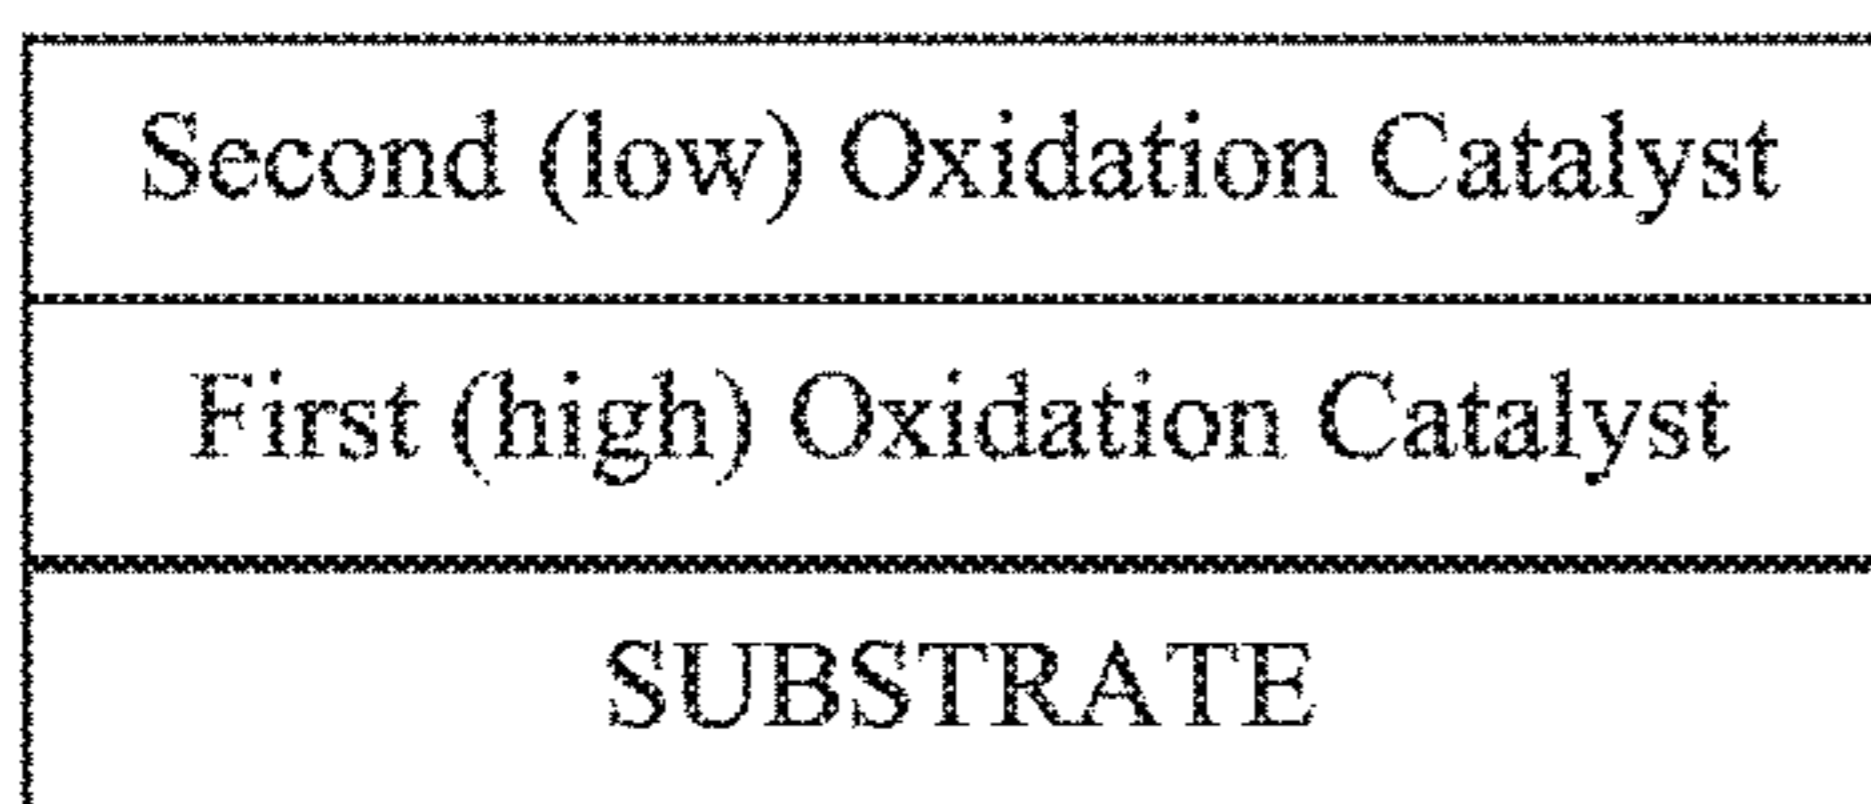 Second (low) Oxidation Catalyst
First (high) Oxidation Catalyst
SUBSTRATE